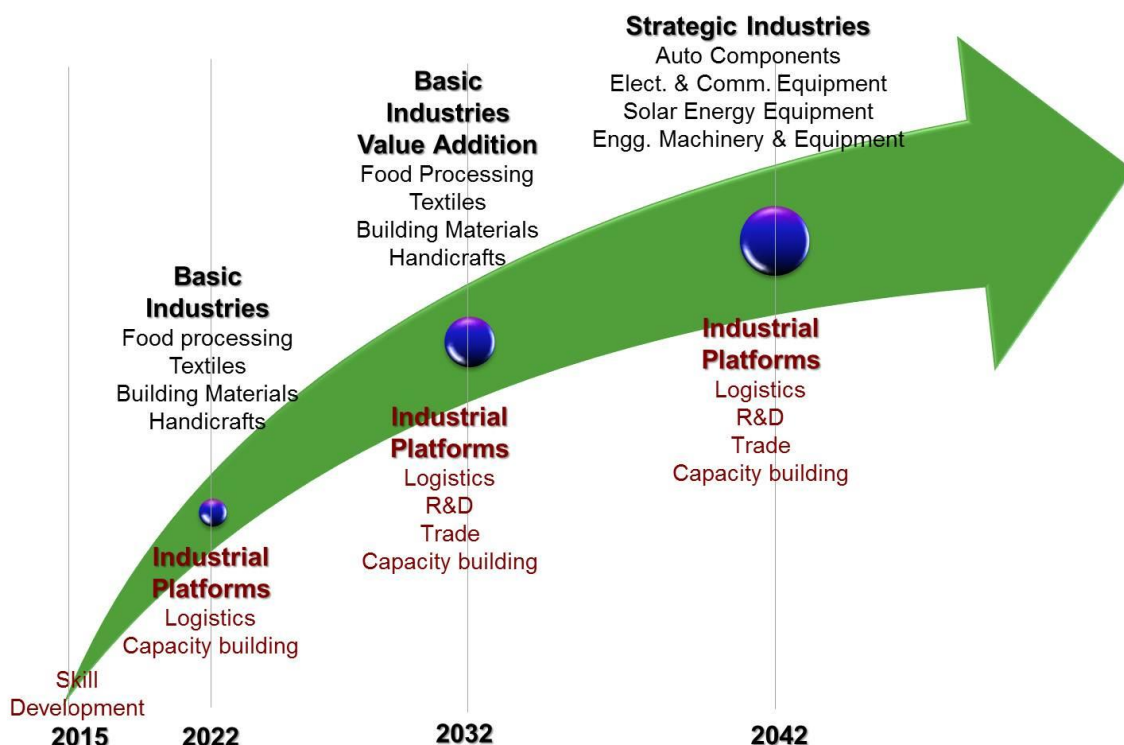 Strategic Industries
Auto Components
Elect. & Comm. Equipment
Solar Energy Equipment
Engg. Machinery & Equipment
Basic
Industries
Value Addition
Food Processing
Textiles
Building Materials
Handicrafts
Basic
Industries
Food processing
Textiles
Building Materials
Handicrafts
Industrial
Platforms
Logistics
R&D
Trade
Capacity building
Industrial
Platforms
Logistics
R&D
Trade
Capacity building
Industrial
Platforms
Logistics
Capacity building
Skill
Development
2015
2022
2032
2042